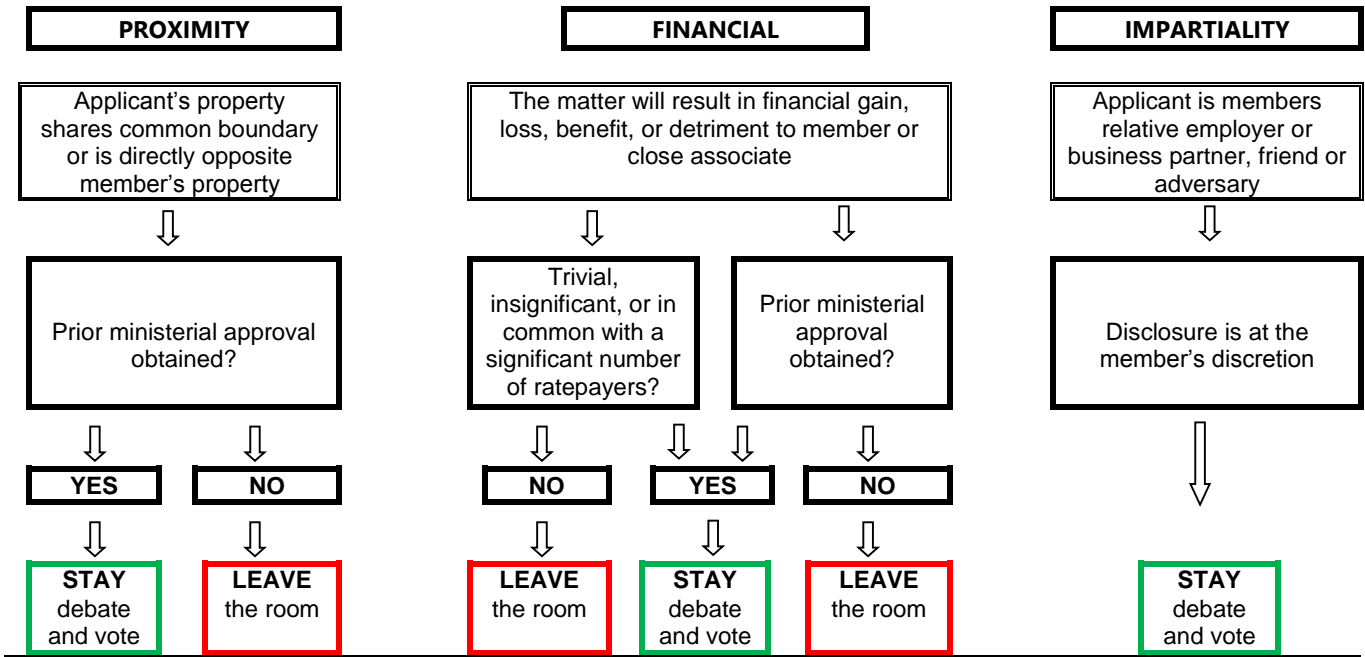 PROXIMITY
FINANCIAL
IMPARTIALITY
Applicant's property
shares common boundary
or is directly opposite
member's property
The matter will result in financial gain,
loss, benefit, or detriment to member or
close associate
Applicant is members
relative employer or
business partner, friend or
adversary
Prior ministerial approval
obtained?
Trivial,
insignificant, or in
common with a
significant number
of ratepayers?
Prior ministerial
approval
obtained?
Disclosure is at the
member's discretion
YES
NO
NO
YES
NO
STAY
debate
and vote
LEAVE
the room
LEAVE
the room
STAY
debate
and vote
LEAVE
the room
STAY
debate
and vote